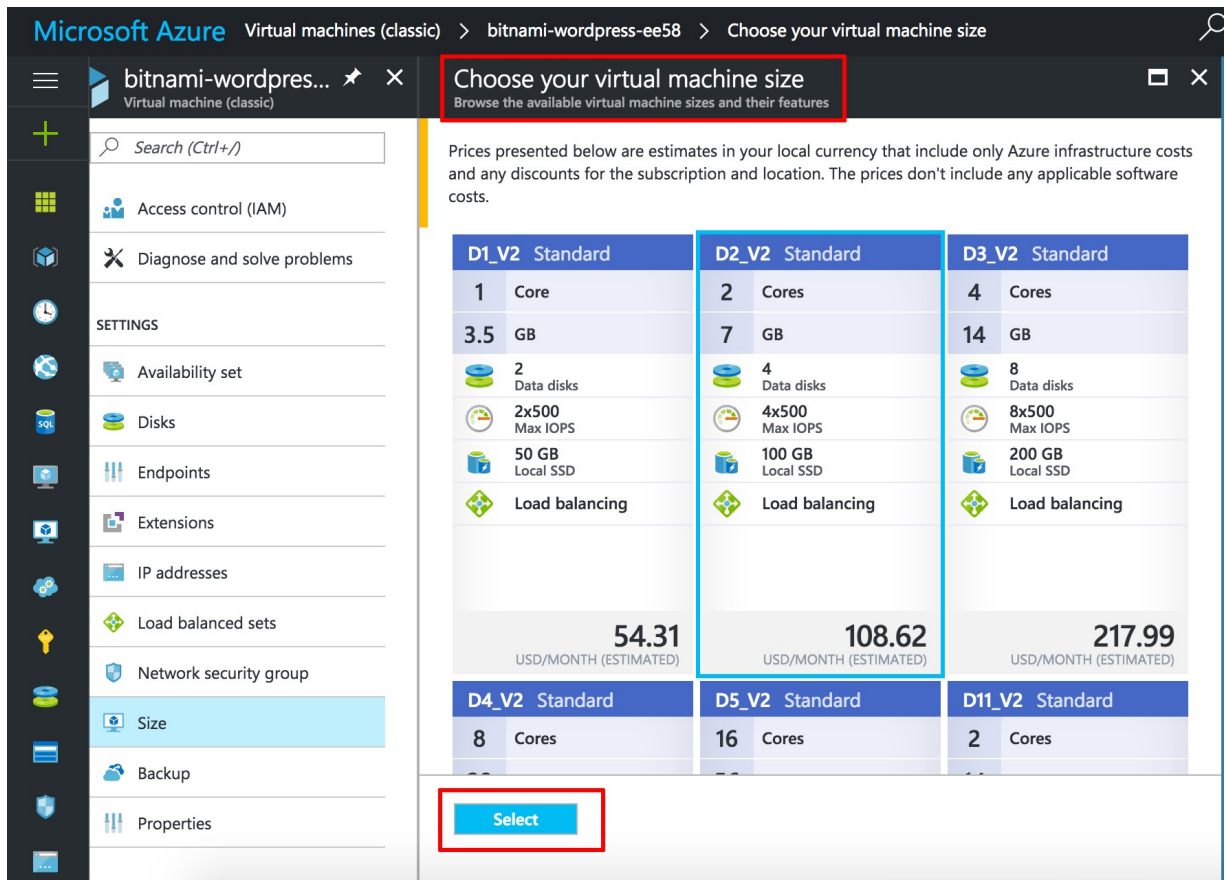 Microsoft Azure Virtual machines (classic) > bitnami-wordpress-ee58 > Choose your virtual machine size
bitnami-wordpres...
Virtual machine (classic)
Search (Ctrl+/)
Access control (IAM)
Diagnose and solve problems
SETTINGS
Availability set
Disks
SQL
Endpoints
Extensions
IP addresses
Load balanced sets
Network security group
Size
Backup
Properties
Choose your virtual machine size
Browse the available virtual machine sizes and their features
Prices presented below are estimates in your local currency that include only Azure infrastructure costs
and any discounts for the subscription and location. The prices don't include any applicable software
costs.
D1_V2 Standard
1 Core
3.5 GB
2
Data disks
2x500
Max IOPS
50 GB
Local SSD
Load balancing
54.31
USD/MONTH (ESTIMATED)
D2_V2 Standard
2 Cores
7 GB
4
Data disks
4x500
Max IOPS
100 GB
Local SSD
Load balancing
108.62
USD/MONTH (ESTIMATED)
D3_V2 Standard
4 Cores
14 GB
8
Data disks
8x500
Max IOPS
200 GB
Local SSD
Load balancing
217.99
USD/MONTH (ESTIMATED)
D4_V2 Standard
8 Cores
D5_V2 Standard
16 Cores
D11_V2 Standard
2 Cores
Select